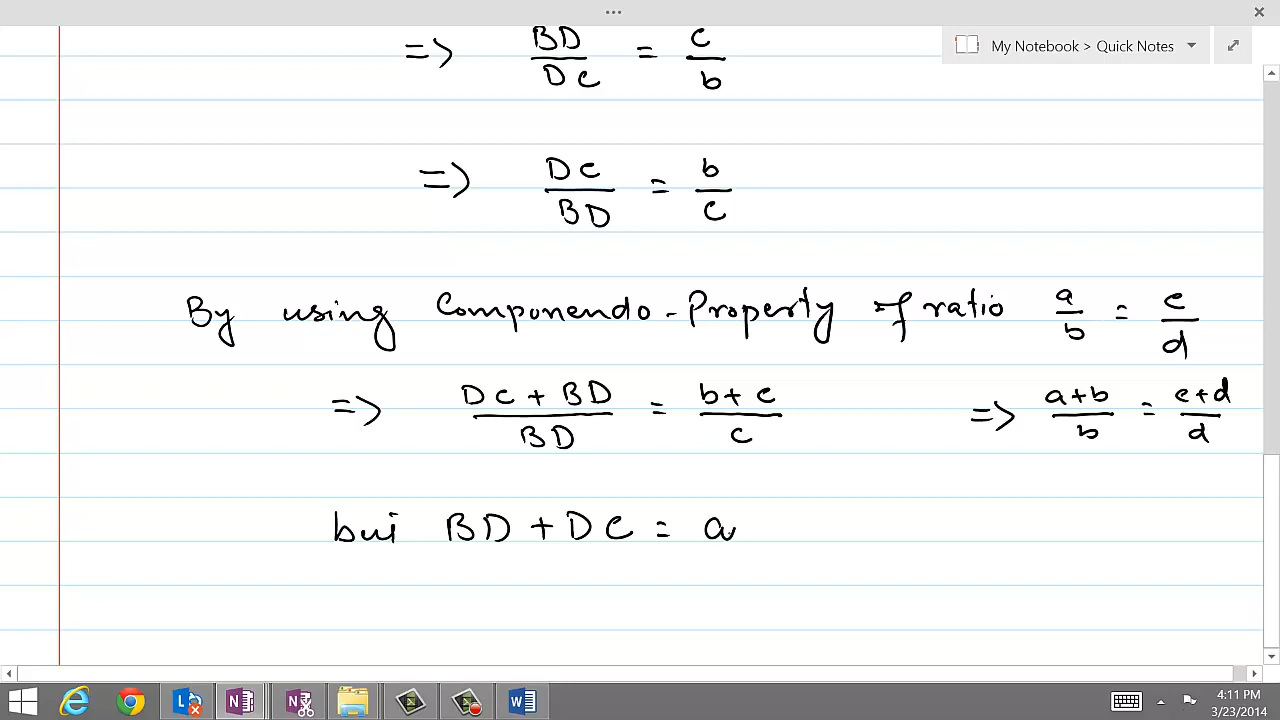 ...
My Notebook > Quick Notes
=> BD/DC = c/b
=> DC/BD = b/c
By using Componendo - Property of ratio a/b = c/d
=> DC + BD/BD = b + c/c => a+b/b = c+d/d
but BD + DC = a
4:11 PM
3/23/2014